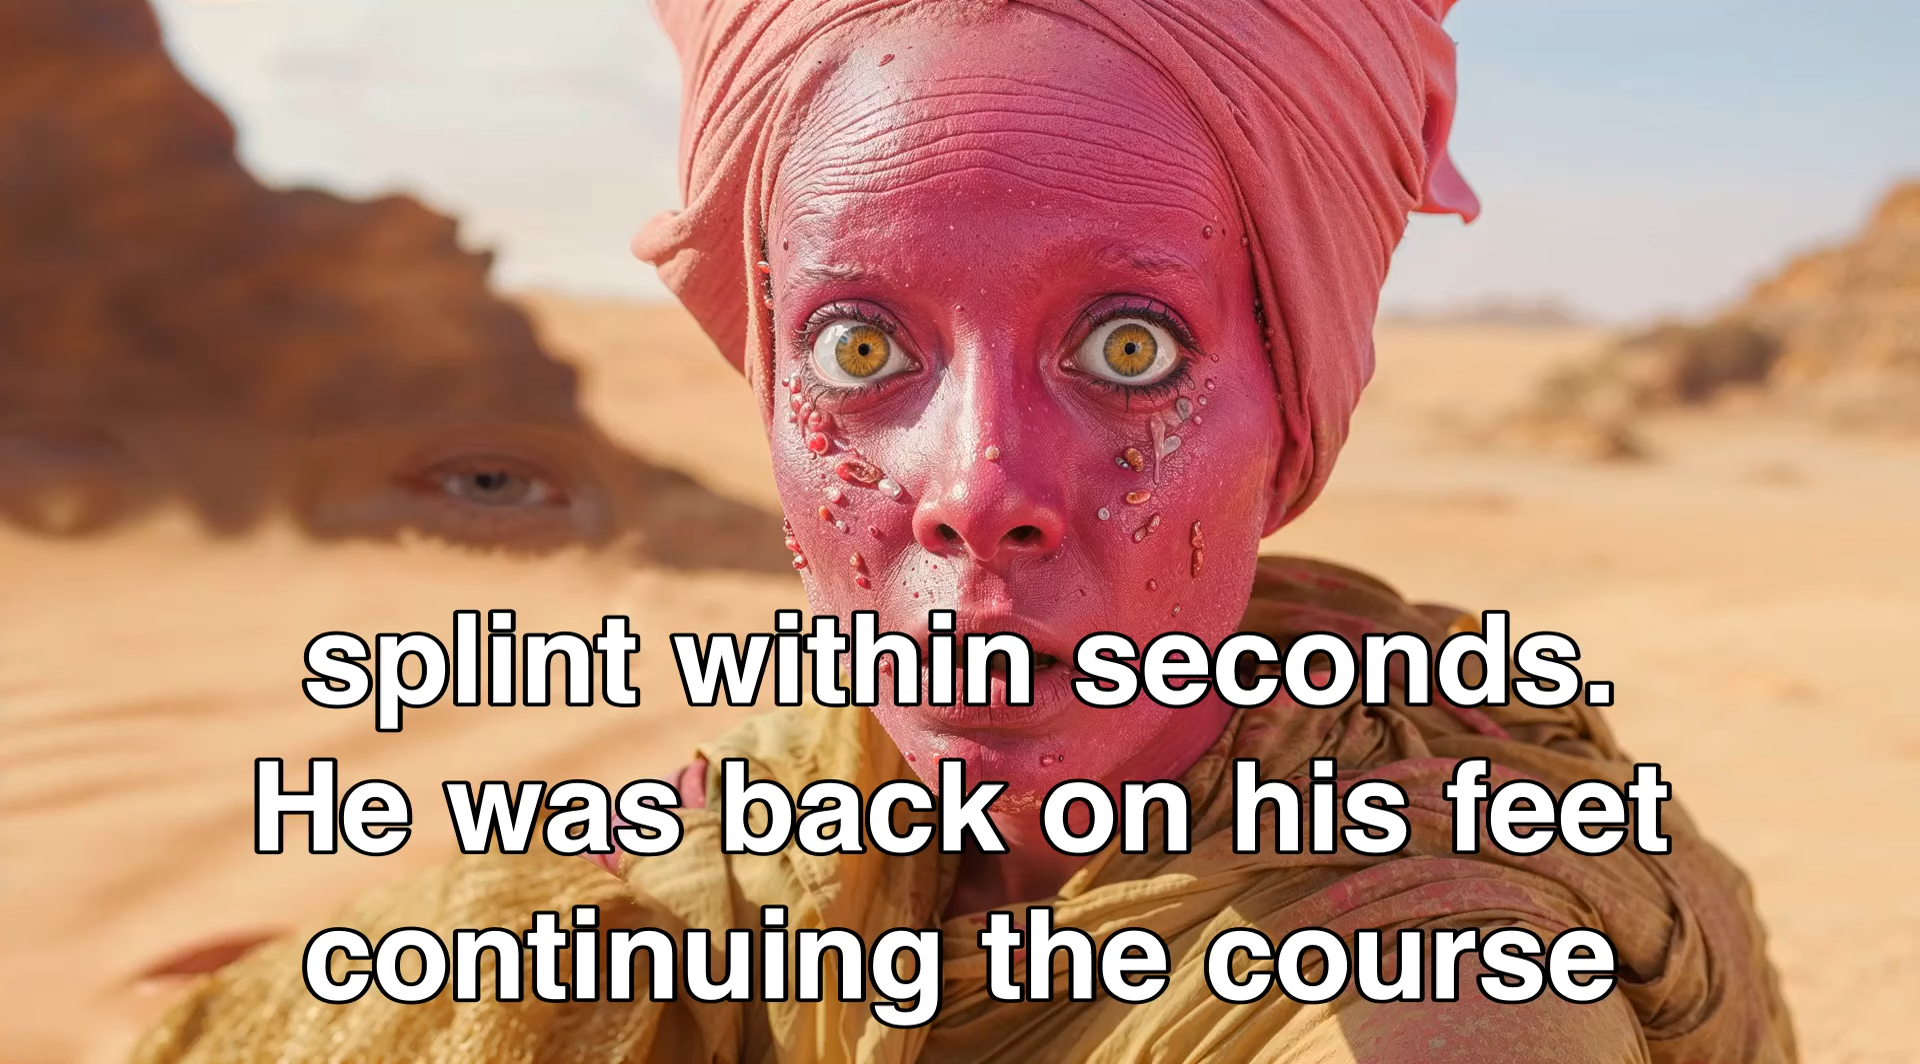 splint within seconds.
He was back on his feet
continuing the course